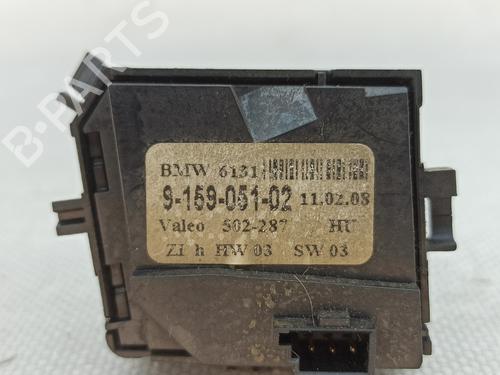 B-PARTS
BMW 6131
9-159-051-02 11.02.08
Valeo 502-287 HU
ZI h HW 03 SW 03